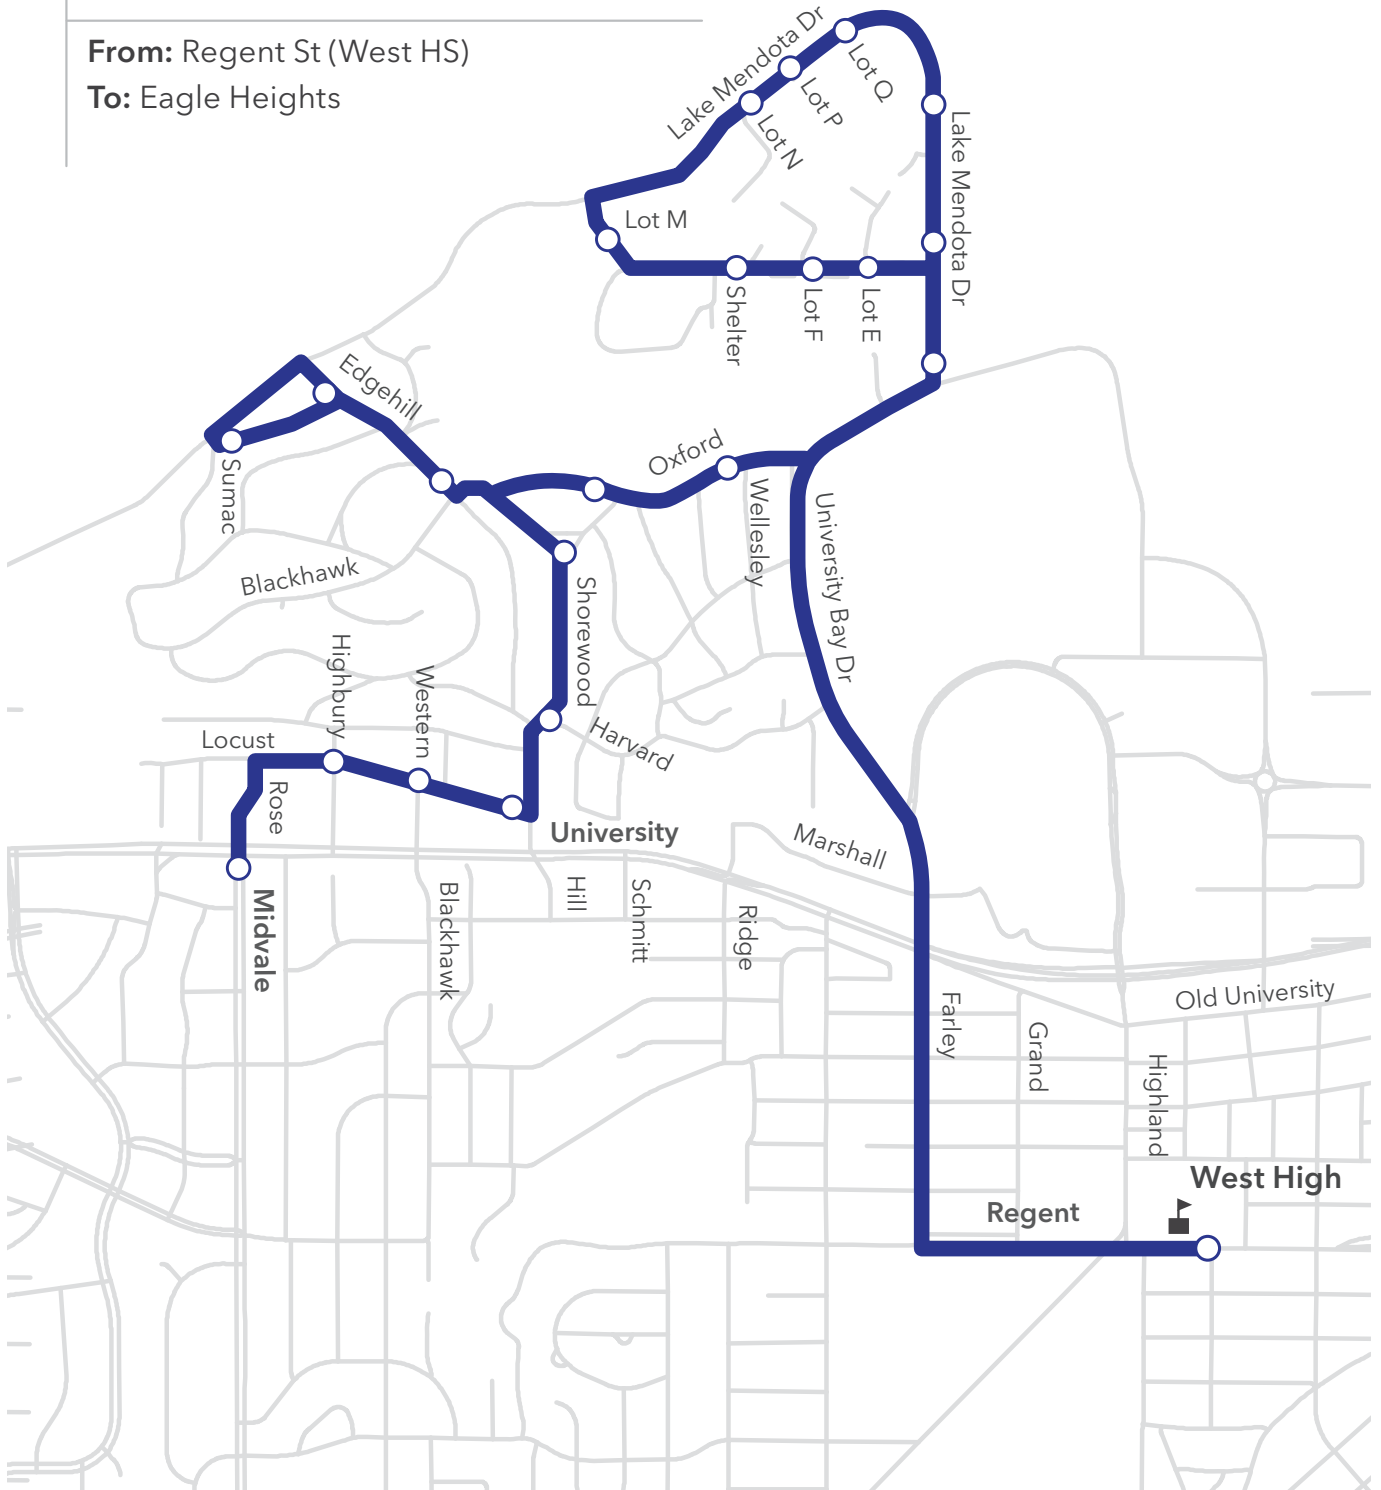 From: Regent St (West HS)
To: Eagle Heights
Lake Mendota Dr
Lot Q
Lot P
Lot N
Lake Mendota Dr
Lot M
Shelter
Lot F
Lot E
Edgehill
Sumac
Oxford
Wellesley
University Bay Dr
Blackhawk
Shorewood
Highbury
Western
Harvard
Locust
Rose
University
Marshall
Midvale
Blackhawk
Hill
Schmitt
Ridge
Farley
Grand
Old University
Highland
West High
Regent